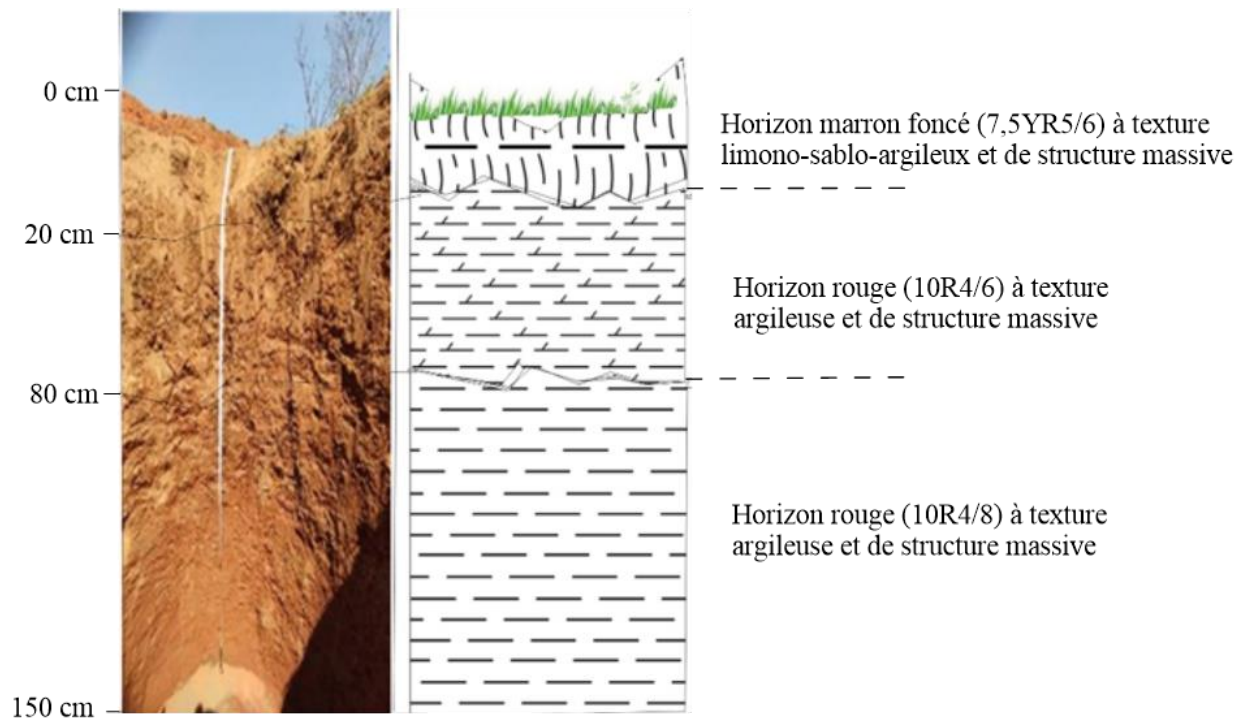 0 cm
Horizon marron foncé (7,5YR5/6) à texture
limono-sablo-argileux et de structure massive
20 cm
Horizon rouge (10R4/6) à texture
argileuse et de structure massive
80 cm
Horizon rouge (10R4/8) à texture
argileuse et de structure massive
150 cm